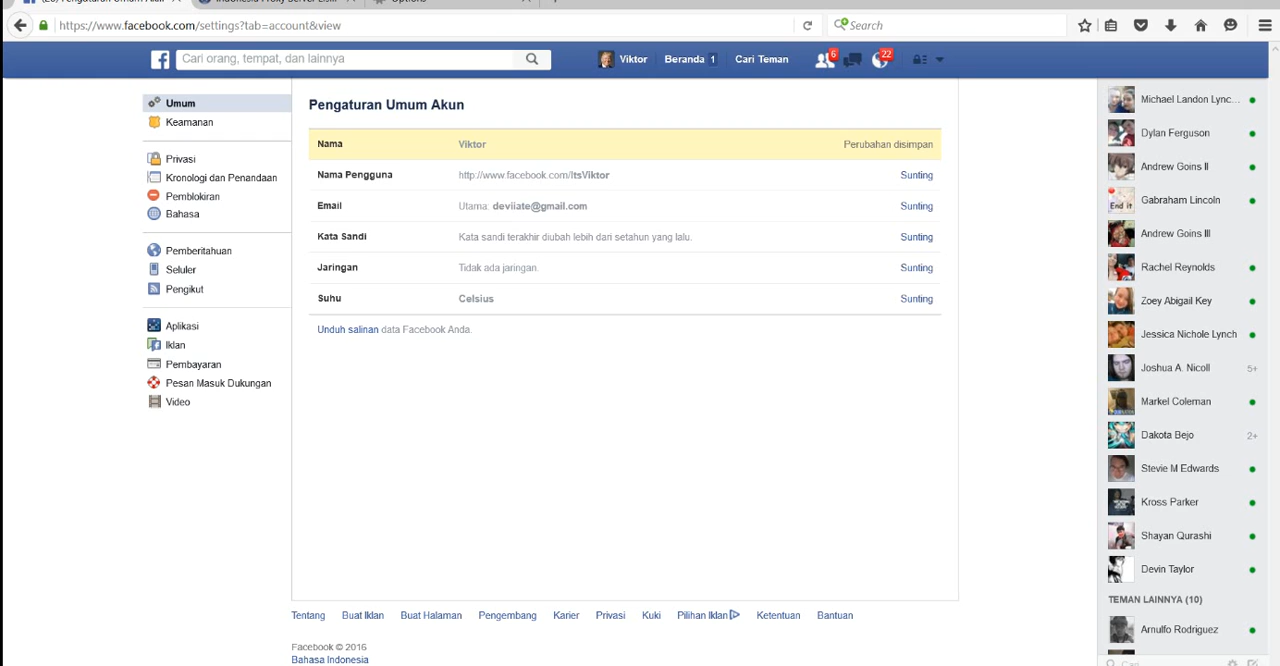 https://www.facebook.com/settings?tab=account&view
Search
Cari orang, tempat, dan lainnya
Viktor
Beranda 1
Cari Teman
6
22
Umum
Keamanan
Privasi
Kronologi dan Penandaan
Pemblokiran
Bahasa
Pemberitahuan
Seluler
Pengikut
Aplikasi
Iklan
Pembayaran
Pesan Masuk Dukungan
Video
Pengaturan Umum Akun
Nama Viktor Perubahan disimpan
Nama Pengguna http://www.facebook.com/ItsViktor Sunting
Email Utama: deviiate@gmail.com Sunting
Kata Sandi Kata sandi terakhir diubah lebih dari setahun yang lalu. Sunting
Jaringan Tidak ada jaringan. Sunting
Suhu Celsius Sunting
Unduh salinan data Facebook Anda.
Tentang Buat Iklan Buat Halaman Pengembang Karier Privasi Kuki Pilihan Iklan Ketentuan Bantuan
Facebook © 2016
Bahasa Indonesia
Michael Landon Lync...
Dylan Ferguson
Andrew Goins II
End it
Gabraham Lincoln
Andrew Goins III
Rachel Reynolds
Zoey Abigail Key
Jessica Nichole Lynch
Joshua A. Nicoll 5+
Markel Coleman
Dakota Bejo 2+
Stevie M Edwards
Kross Parker
Shayan Qurashi
Devin Taylor
TEMAN LAINNYA (10)
Arnulfo Rodriguez
Cari